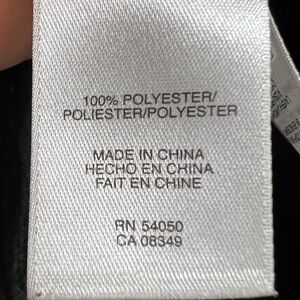 100% POLYESTER/
POLIESTER/POLYESTER
MADE IN CHINA
HECHO EN CHINA
FAIT EN CHINE
RN 54050
CA 08349